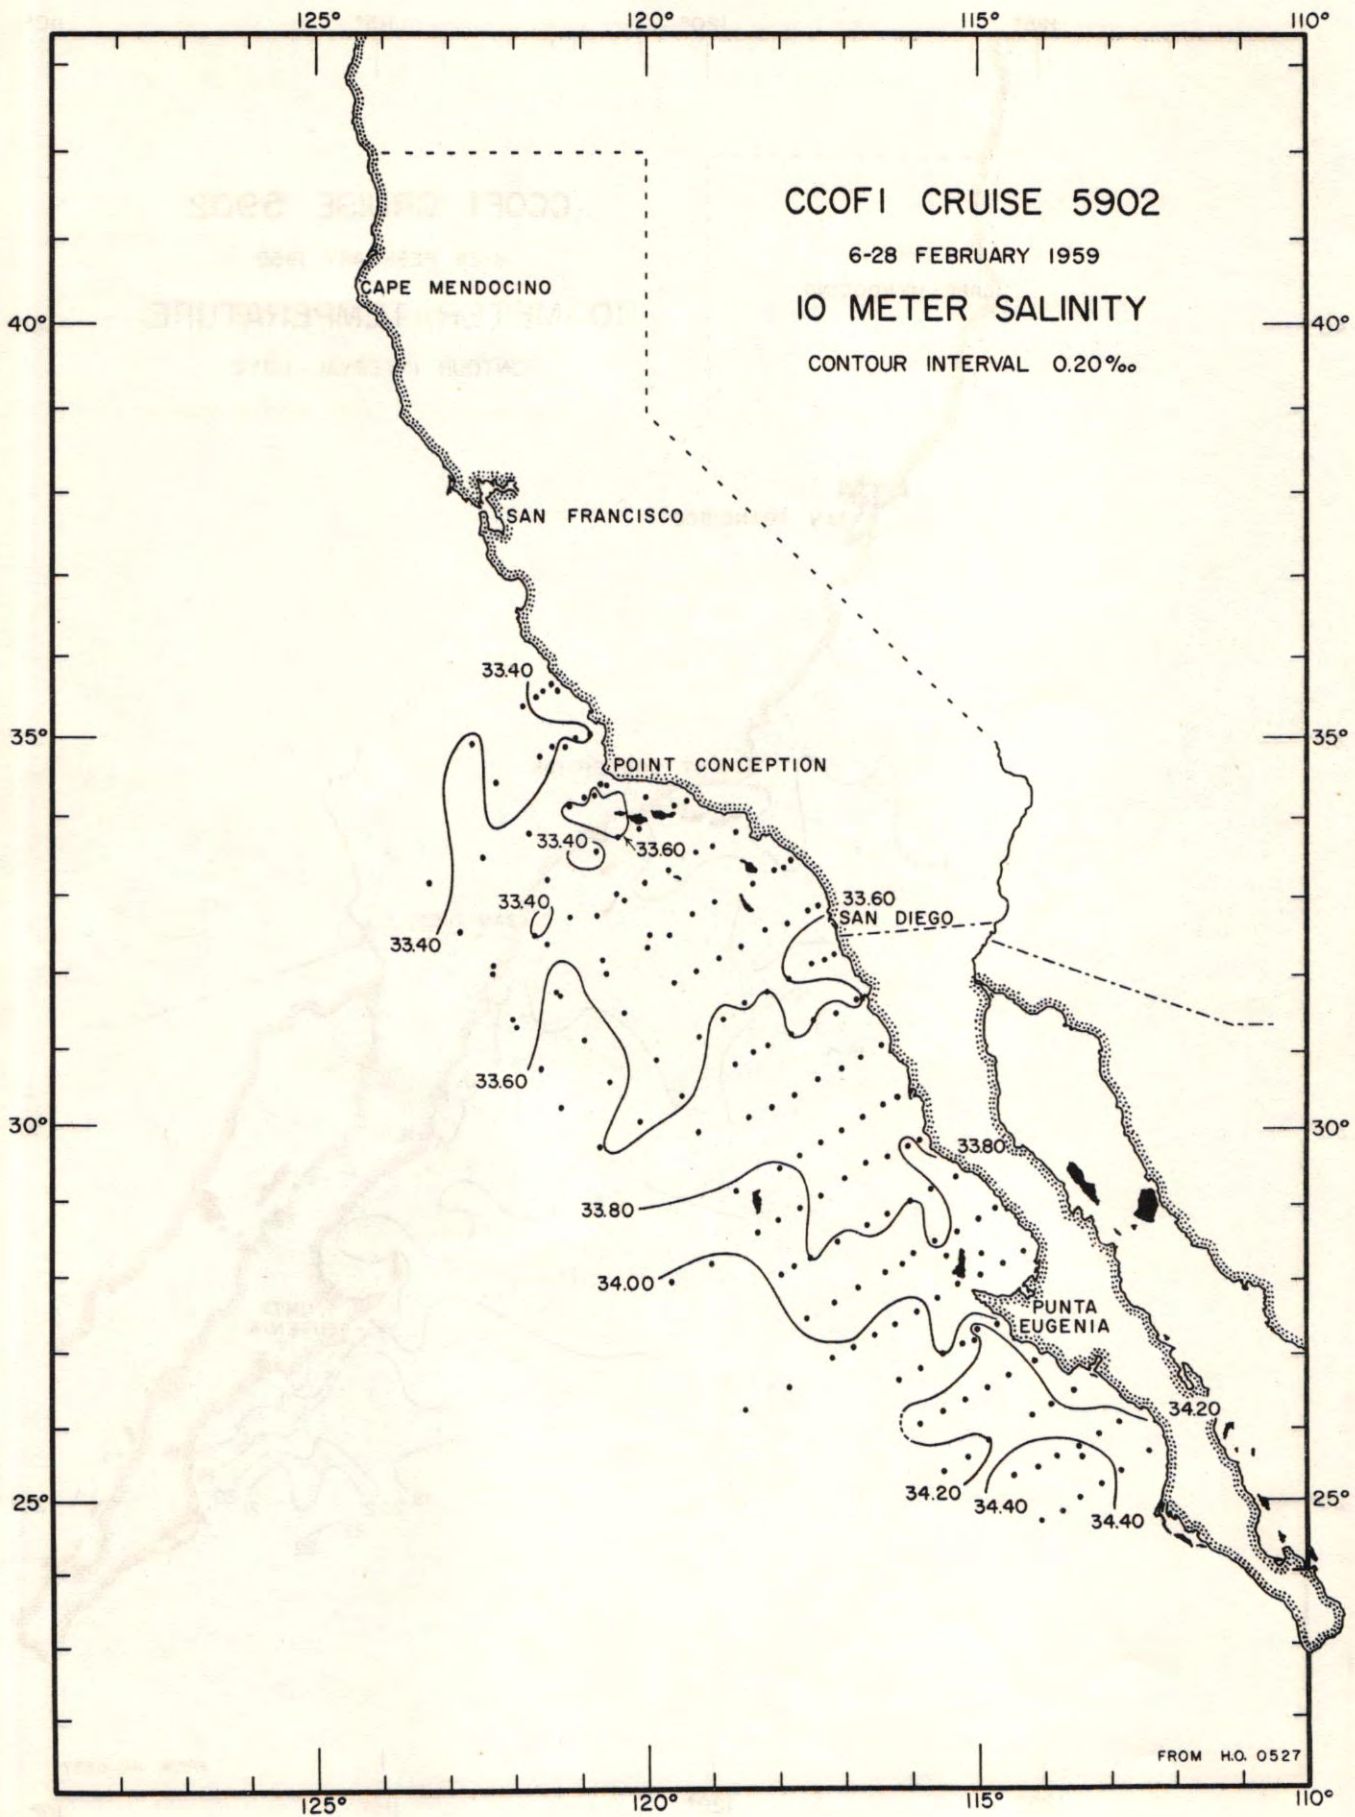 125° 120° 115° 110°
CCOFI CRUISE 5902
6-28 FEBRUARY 1959
10 METER SALINITY
CONTOUR INTERVAL 0.20‰
CAPE MENDOCINO
40° 40°
SAN FRANCISCO
33.40
35° 35°
POINT CONCEPTION
33.40
33.60
33.40
33.60
SAN DIEGO
33.40
33.60
30° 30°
33.80
33.80
34.00
PUNTA
EUGENIA
34.20
34.20
34.40
34.40
25° 25°
FROM H.O. 0527
125° 120° 115° 110°